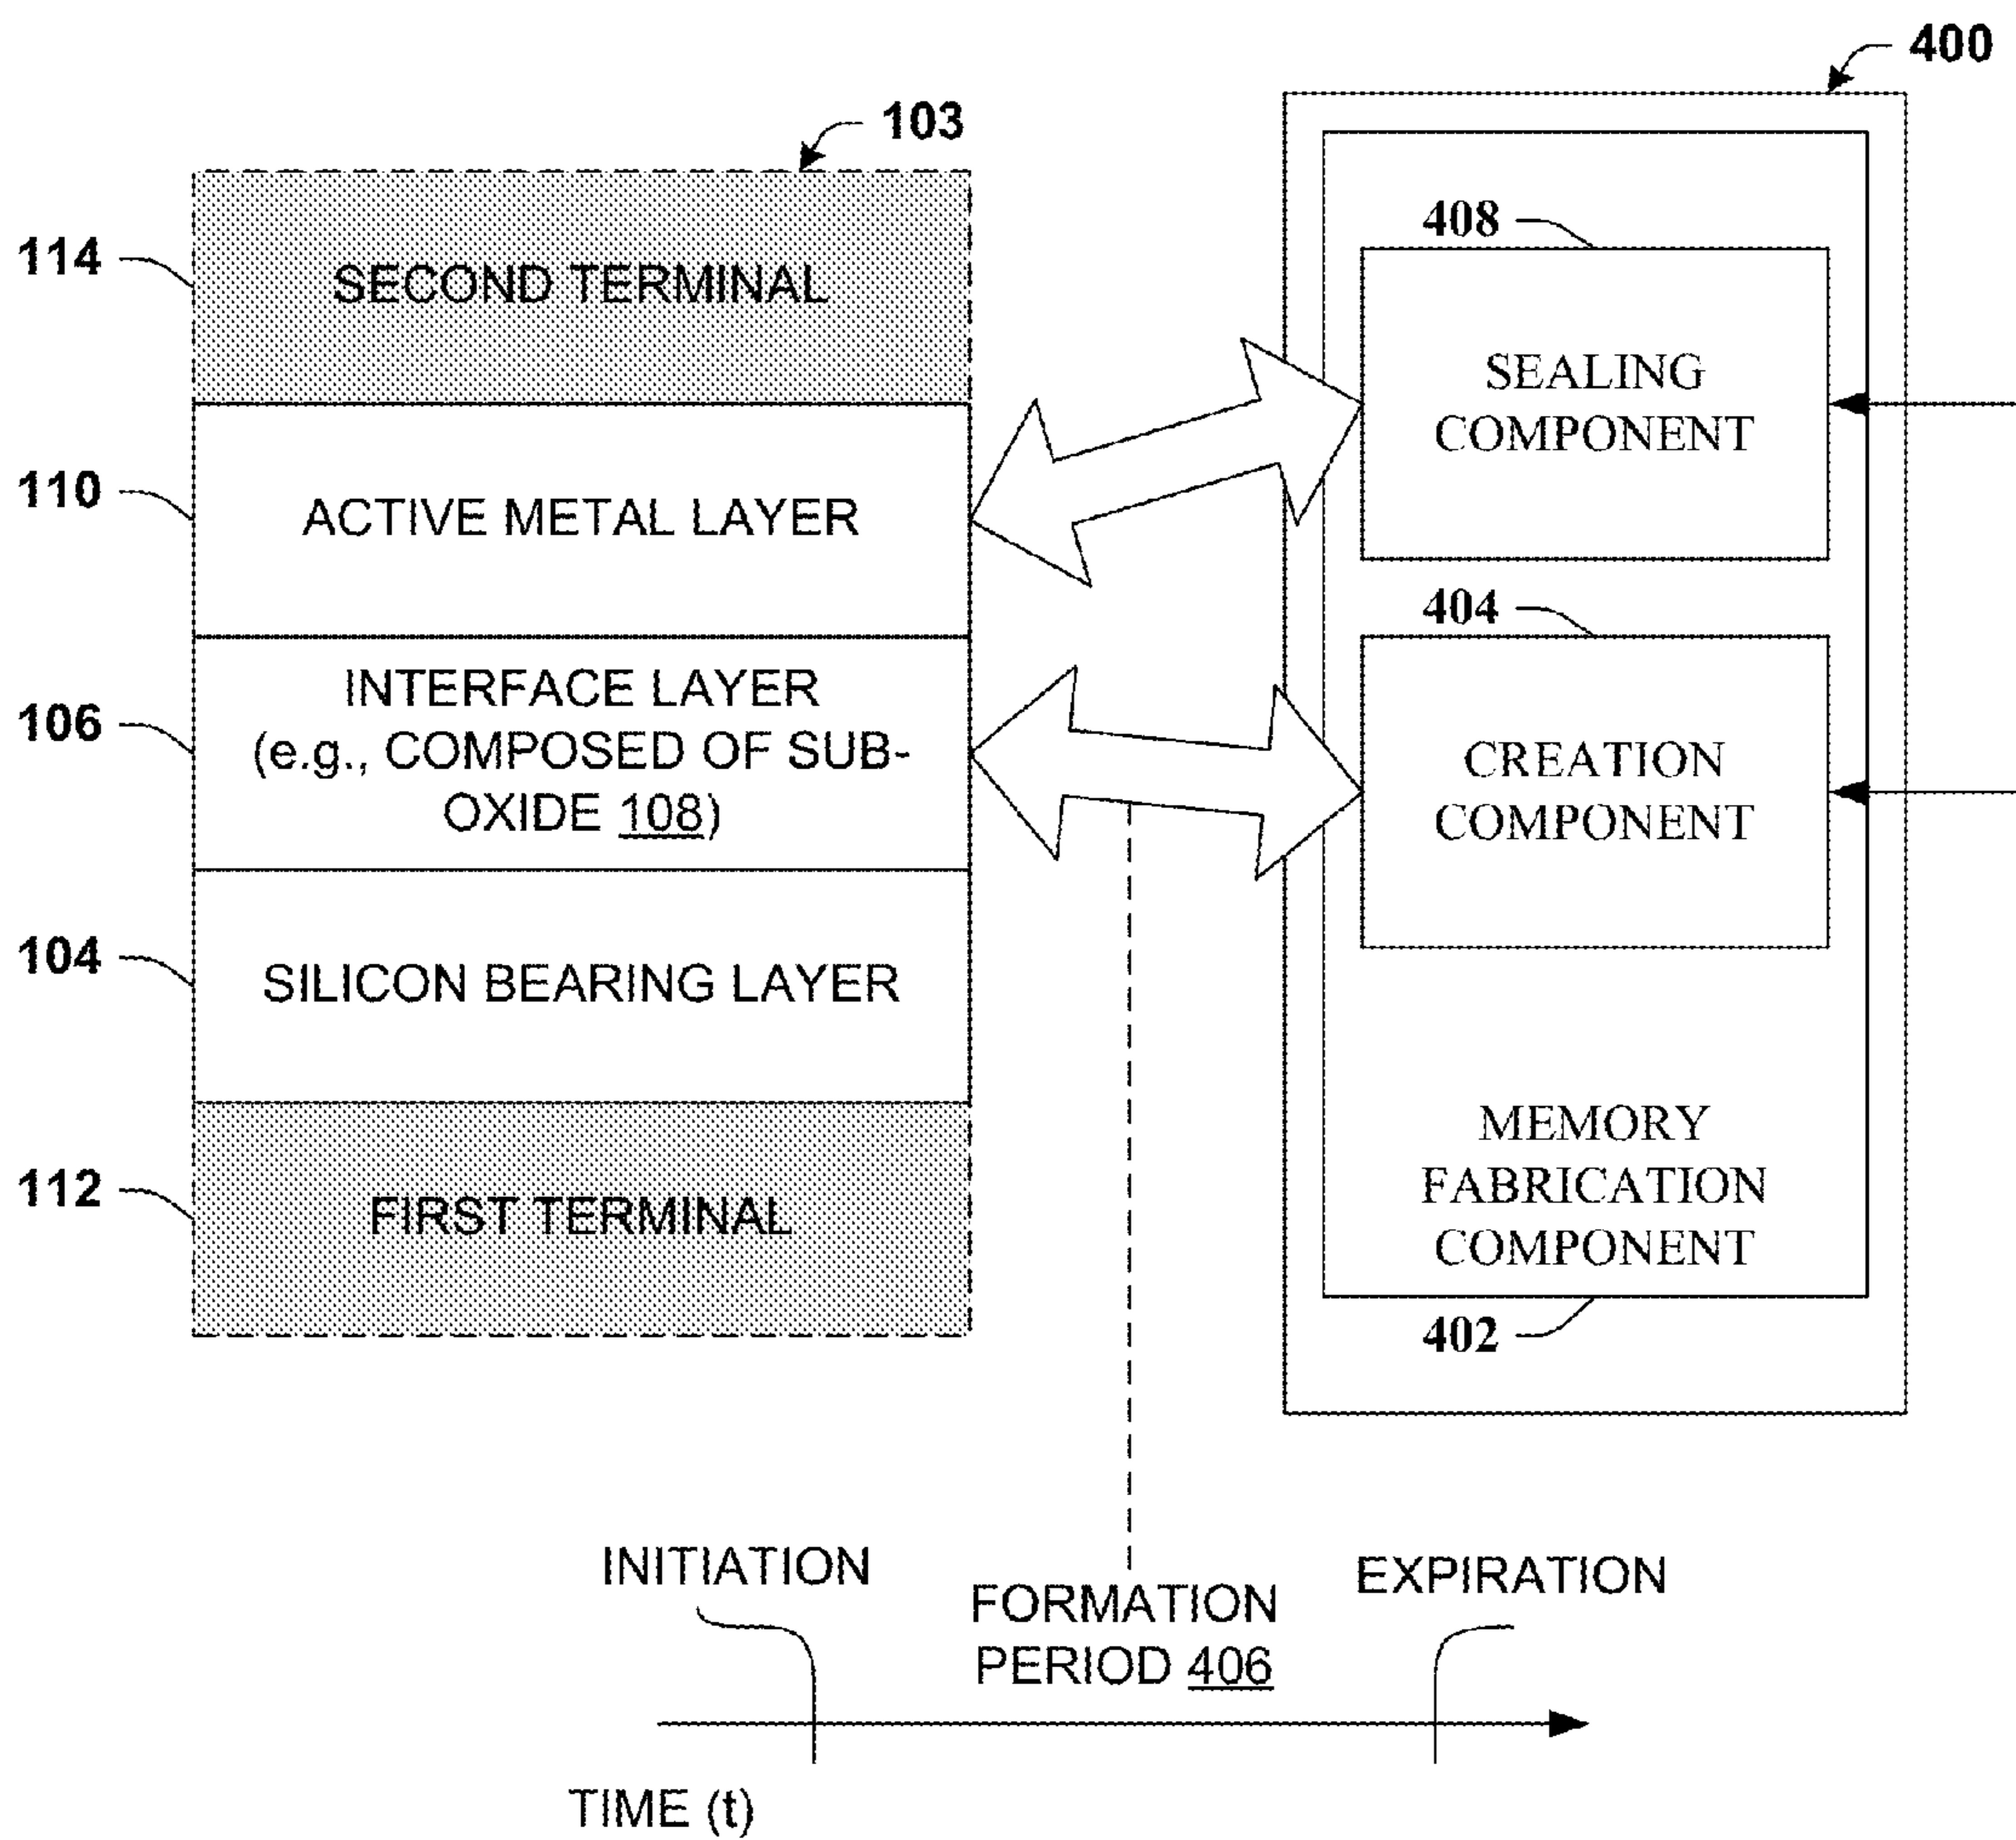 400
103
408
114
SECOND TERMINAL
SEALING
COMPONENT
110
ACTIVE METAL LAYER
404
106
INTERFACE LAYER
(e.g., COMPOSED OF SUB-
OXIDE 108)
CREATION
COMPONENT
104
SILICON BEARING LAYER
MEMORY
FABRICATION
COMPONENT
112
FIRST TERMINAL
402
INITIATION
FORMATION
PERIOD 406
EXPIRATION
TIME (t)